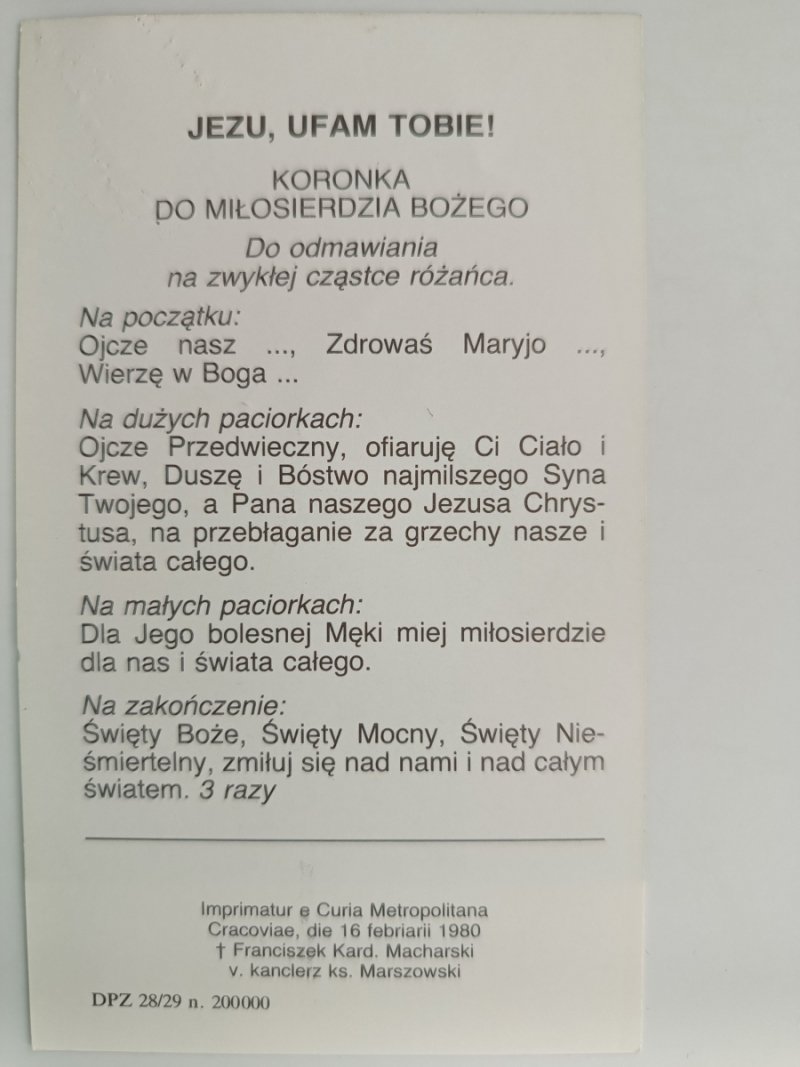 JEZU, UFAM TOBIE!
KORONKA
DO MIŁOSIERDZIA BOŻEGO
Do odmawiania
na zwykłej cząstce różańca.
Na początku:
Ojcze nasz ..., Zdrowaś Maryjo ...,
Wierzę w Boga ...
Na dużych paciorkach:
Ojcze Przedwieczny, ofiaruję Ci Ciało i
Krew, Duszę i Bóstwo najmilszego Syna
Twojego, a Pana naszego Jezusa Chrys-
tusa, na przebłaganie za grzechy nasze i
świata całego.
Na małych paciorkach:
Dla Jego bolesnej Męki miej miłosierdzie
dla nas i świata całego.
Na zakończenie:
Święty Boże, Święty Mocny, Święty Nie-
śmiertelny, zmiłuj się nad nami i nad całym
światem. 3 razy
Imprimatur e Curia Metropolitana
Cracoviae, die 16 febriarii 1980
† Franciszek Kard. Macharski
v. kanclerz ks. Marszowski
DPZ 28/29 n. 200000